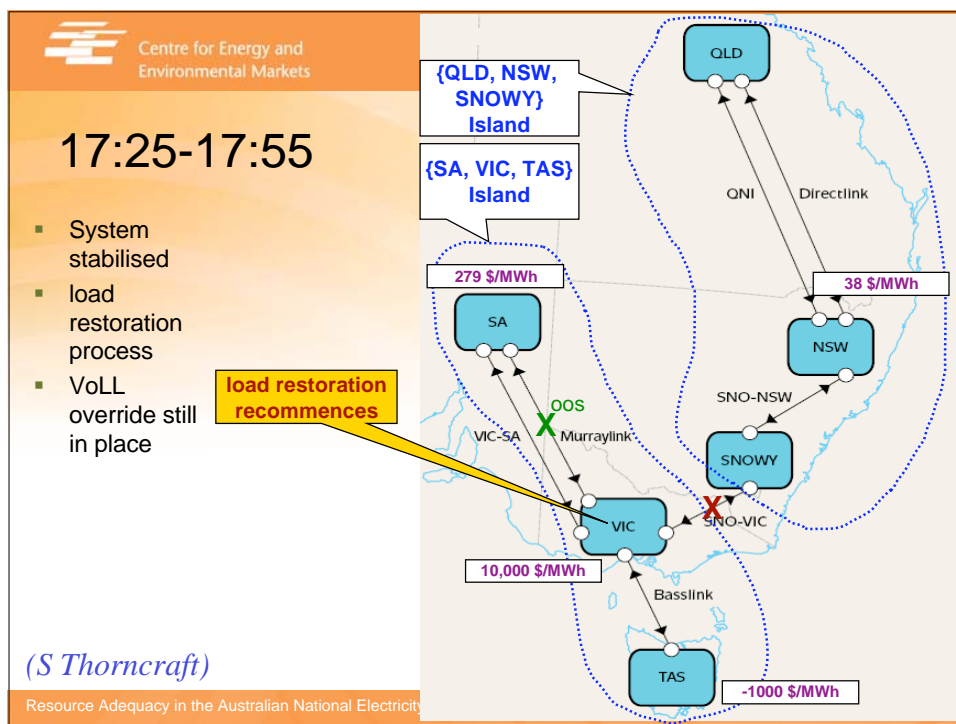 Centre for Energy and
Environmental Markets
17:25-17:55
▪ System
stabilised
▪ load
restoration
process
▪ VoLL
override still
in place
(S Thorncraft)
Resource Adequacy in the Australian National Electricity
{QLD, NSW,
SNOWY}
Island
{SA, VIC, TAS}
Island
load restoration
recommences
QLD
QNI
Directlink
279 $/MWh
38 $/MWh
SA
NSW
SNO-NSW
X OOS
VIC-SA
Murraylink
SNOWY
X
SNO-VIC
VIC
10,000 $/MWh
Basslink
TAS
-1000 $/MWh